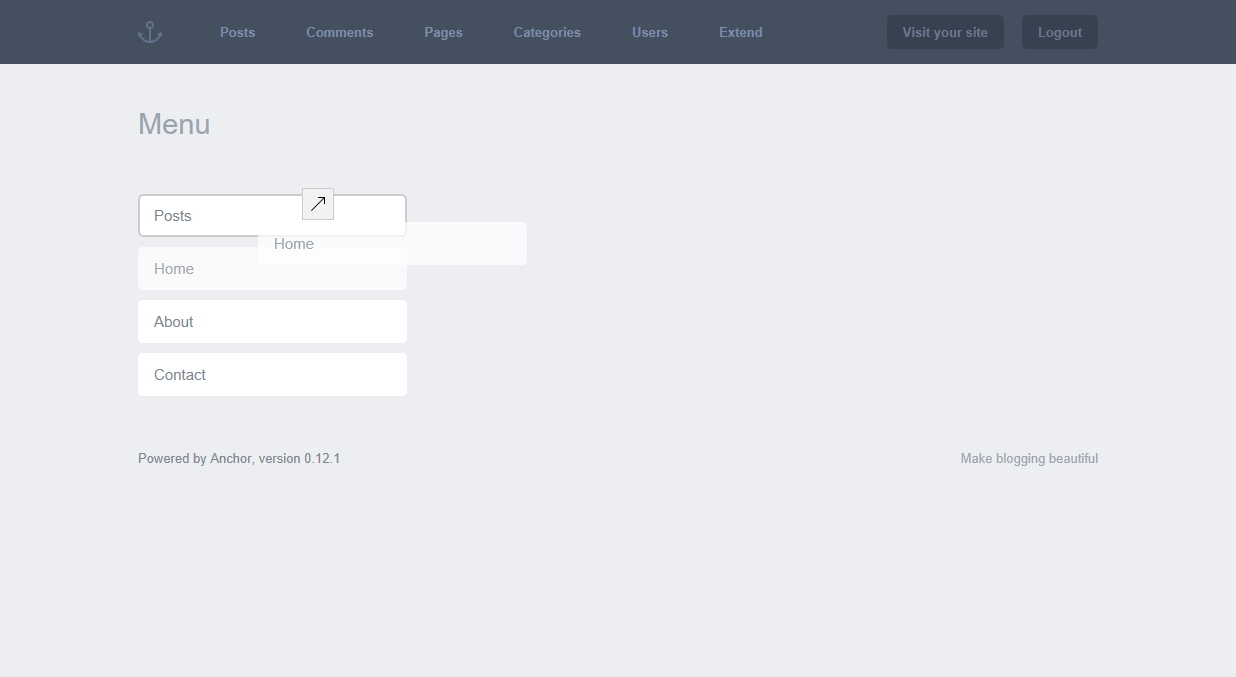 Posts Comments Pages Categories Users Extend Visit your site Logout
Menu
Posts
Home
Home
About
Contact
Powered by Anchor, version 0.12.1 Make blogging beautiful